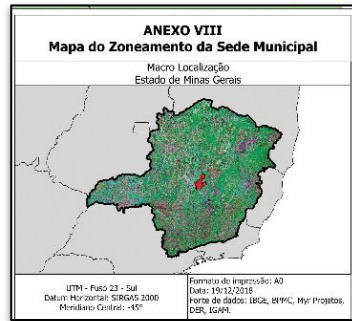 ANEXO VIII
Mapa do Zoneamento da Sede Municipal
Macro Localização
Estado de Minas Gerais
UTM - Fuso 23 - Sul
Datum Horizontal: SIRGAS 2000
Meridiano Central: -45°
Formato de impressão: A0
Data: 19/12/2018
Fonte de dados: IBGE, BPMC, Myr Projetos,
DER, IGAM.